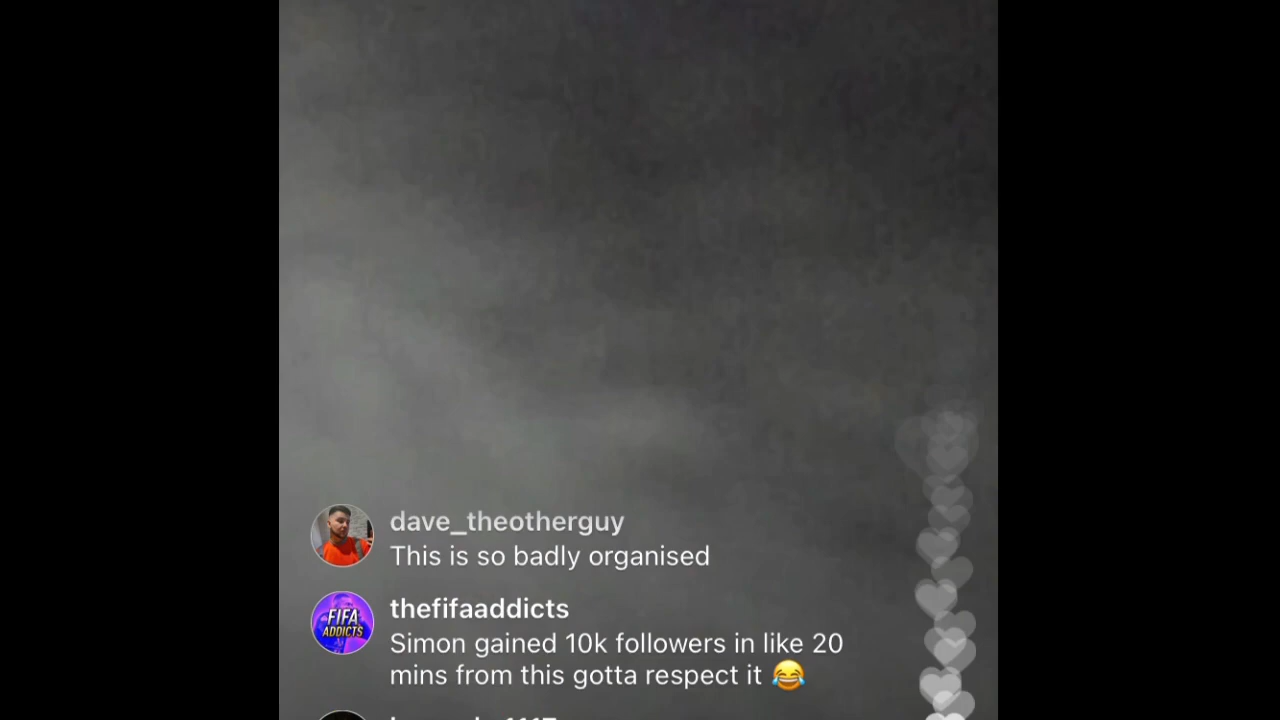 dave_theotherguy
This is so badly organised
FIFA
ADDICTS
thefifaaddicts
Simon gained 10k followers in like 20
mins from this gotta respect it 😂